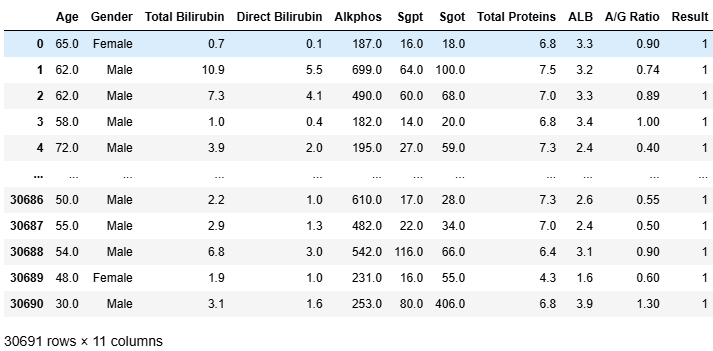 Age Gender Total Bilirubin Direct Bilirubin Alkphos Sgpt Sgot Total Proteins ALB A/G Ratio Result
0 65.0 Female 0.7 0.1 187.0 16.0 18.0 6.8 3.3 0.90 1
1 62.0 Male 10.9 5.5 699.0 64.0 100.0 7.5 3.2 0.74 1
2 62.0 Male 7.3 4.1 490.0 60.0 68.0 7.0 3.3 0.89 1
3 58.0 Male 1.0 0.4 182.0 14.0 20.0 6.8 3.4 1.00 1
4 72.0 Male 3.9 2.0 195.0 27.0 59.0 7.3 2.4 0.40 1
... ... ... ... ... ... ... ... ... ... ... ...
30686 50.0 Male 2.2 1.0 610.0 17.0 28.0 7.3 2.6 0.55 1
30687 55.0 Male 2.9 1.3 482.0 22.0 34.0 7.0 2.4 0.50 1
30688 54.0 Male 6.8 3.0 542.0 116.0 66.0 6.4 3.1 0.90 1
30689 48.0 Female 1.9 1.0 231.0 16.0 55.0 4.3 1.6 0.60 1
30690 30.0 Male 3.1 1.6 253.0 80.0 406.0 6.8 3.9 1.30 1
30691 rows × 11 columns